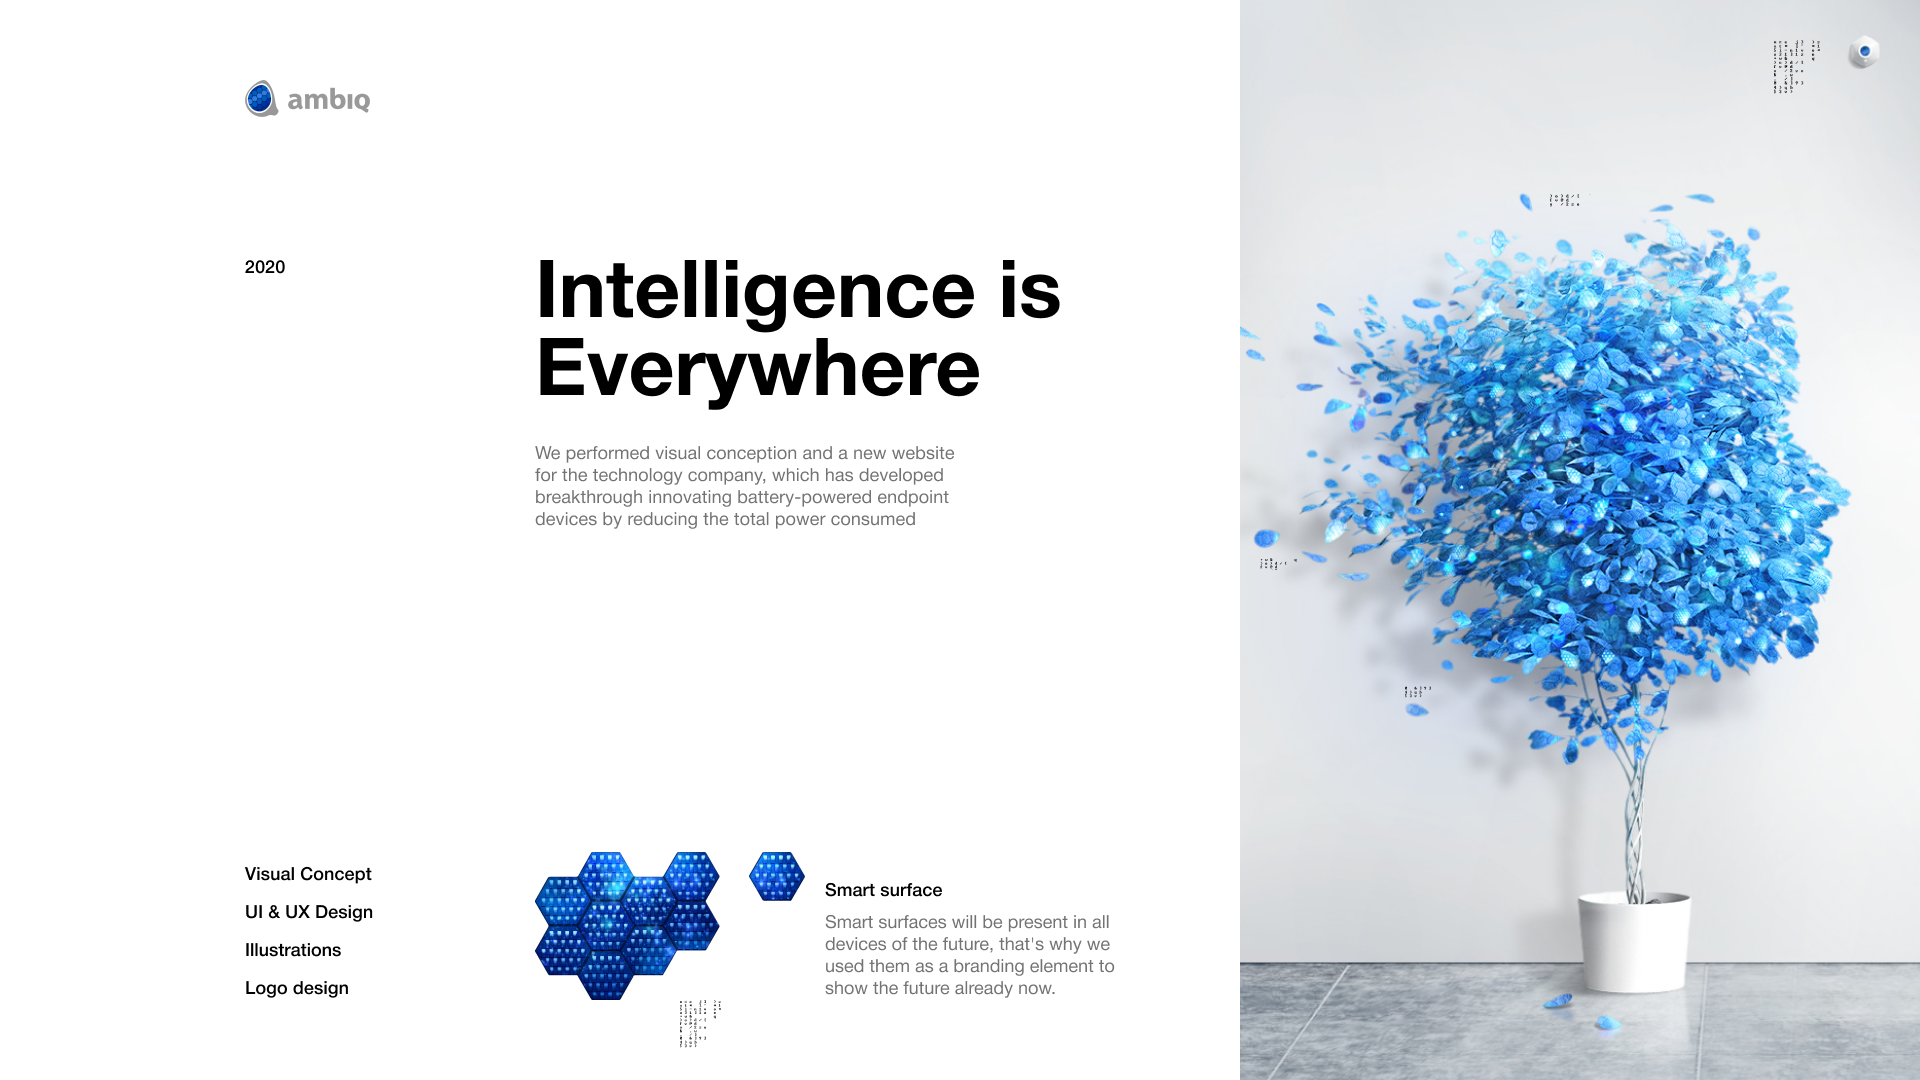 ambiq
2020
Intelligence is
Everywhere
We performed visual conception and a new website
for the technology company, which has developed
breakthrough innovating battery-powered endpoint
devices by reducing the total power consumed
Visual Concept
UI & UX Design
Illustrations
Logo design
Smart surface
Smart surfaces will be present in all
devices of the future, that's why we
used them as a branding element to
show the future already now.